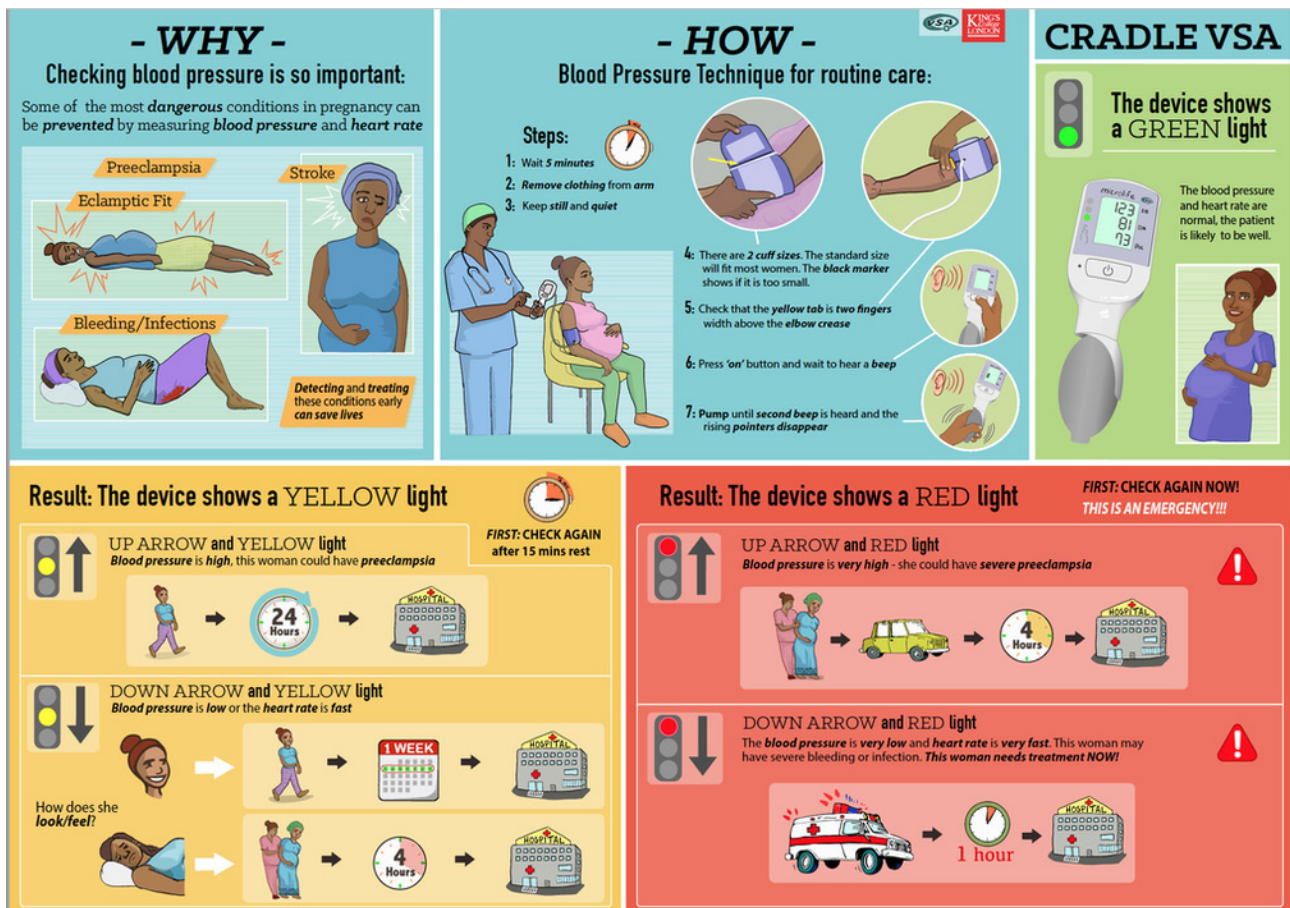 - WHY -
Checking blood pressure is so important:
Some of the most dangerous conditions in pregnancy can
be prevented by measuring blood pressure and heart rate
Preeclampsia
Eclamptic Fit
Stroke
Bleeding/Infections
Detecting and treating
these conditions early
can save lives
- HOW -
VSA
KING'S
College
LONDON
Blood Pressure Technique for routine care:
Steps:
1: Wait 5 minutes
2: Remove clothing from arm
3: Keep still and quiet
4: There are 2 cuff sizes. The standard size
will fit most women. The black marker
shows if it is too small.
5: Check that the yellow tab is two fingers
width above the elbow crease
6: Press 'on' button and wait to hear a beep
7: Pump until second beep is heard and the
rising pointers disappear
CRADLE VSA
The device shows
a GREEN light
microlife
123
81
73
The blood pressure
and heart rate are
normal, the patient
is likely to be well.
Result: The device shows a YELLOW light
FIRST: CHECK AGAIN
after 15 mins rest
UP ARROW and YELLOW light
Blood pressure is high, this woman could have preeclampsia
24
Hours
HOSPITAL
DOWN ARROW and YELLOW light
Blood pressure is low or the heart rate is fast
1 WEEK
HOSPITAL
How does she
look/feel?
4
Hours
HOSPITAL
Result: The device shows a RED light
FIRST: CHECK AGAIN NOW!
THIS IS AN EMERGENCY!!!
UP ARROW and RED light
Blood pressure is very high - she could have severe preeclampsia
4
Hours
HOSPITAL
DOWN ARROW and RED light
The blood pressure is very low and heart rate is very fast. This woman may
have severe bleeding or infection. This woman needs treatment NOW!
1 hour
HOSPITAL